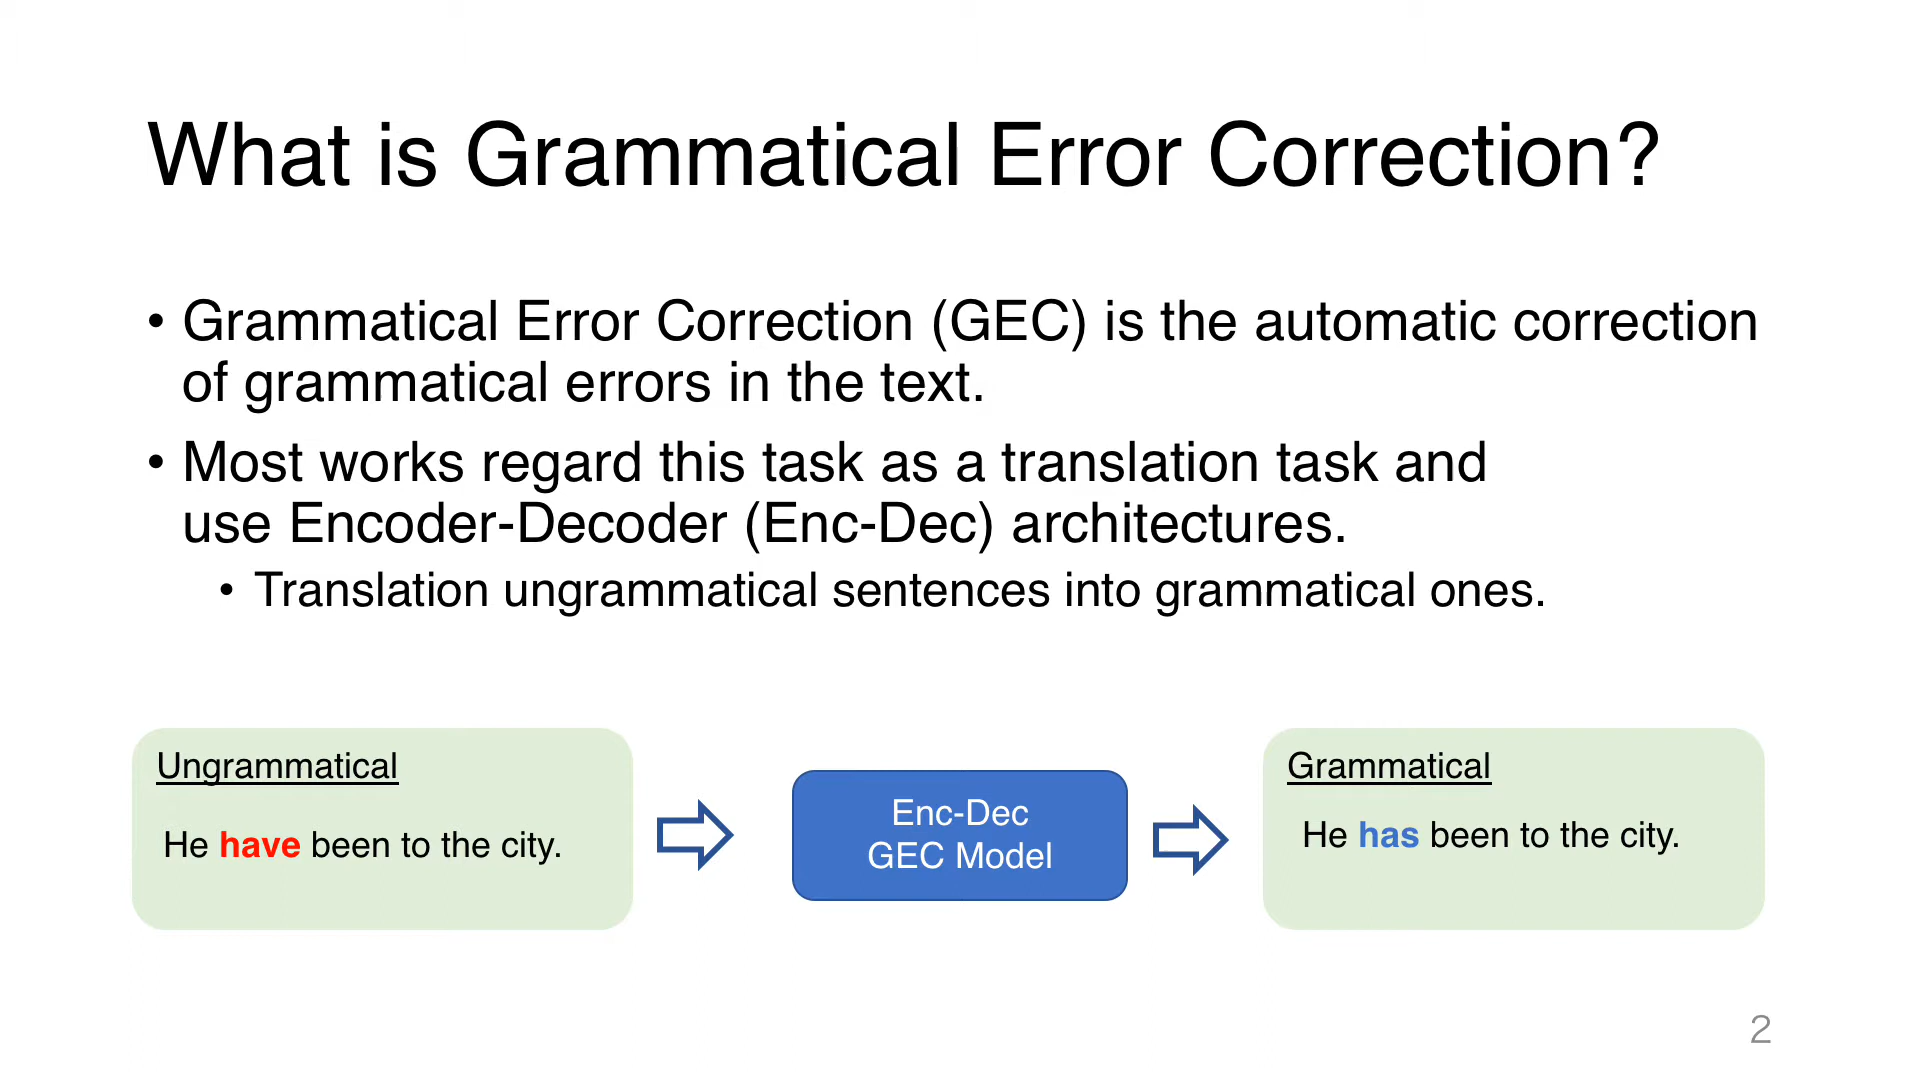 What is Grammatical Error Correction?
• Grammatical Error Correction (GEC) is the automatic correction
of grammatical errors in the text.
• Most works regard this task as a translation task and
use Encoder-Decoder (Enc-Dec) architectures.
• Translation ungrammatical sentences into grammatical ones.
Ungrammatical
He have been to the city.
Enc-Dec
GEC Model
Grammatical
He has been to the city.
2